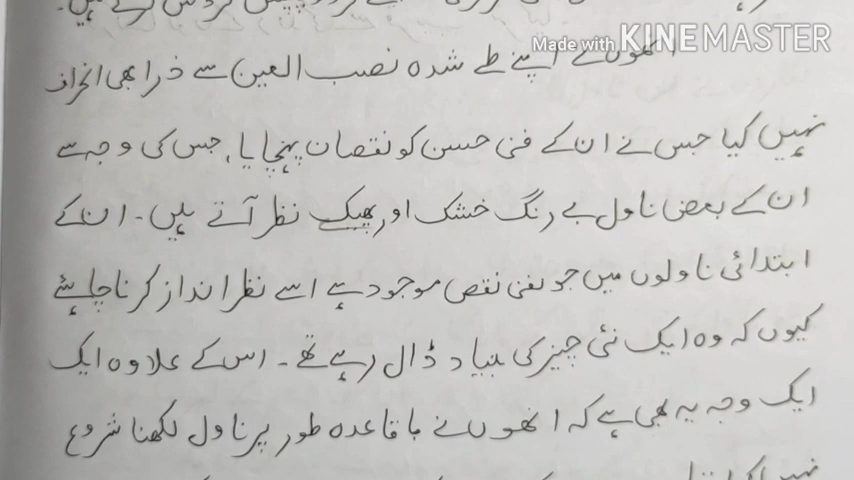 Made with KINEMASTER
انھوں نے اپنے طے شدہ نصب العین سے ذرا بھی انحراف
نہیں کیا جس نے ان کے فنی حسن کو نقصان پہنچایا، جس کی وجہ سے
ان کے بعض ناول بے رنگ خشک اور پھیکے نظر آتے ہیں۔ ان کے
ابتدائی ناولوں میں جو فنی نقص موجود ہے اسے نظر انداز کرنا چاہئے
کیوں کہ وہ ایک نئی چیز کی بنیاد ڈال رہے تھے۔ اس کے علاوہ ایک
ایک وجہ یہ بھی ہے کہ انھوں نے باقاعدہ طور پر ناول لکھنا شروع